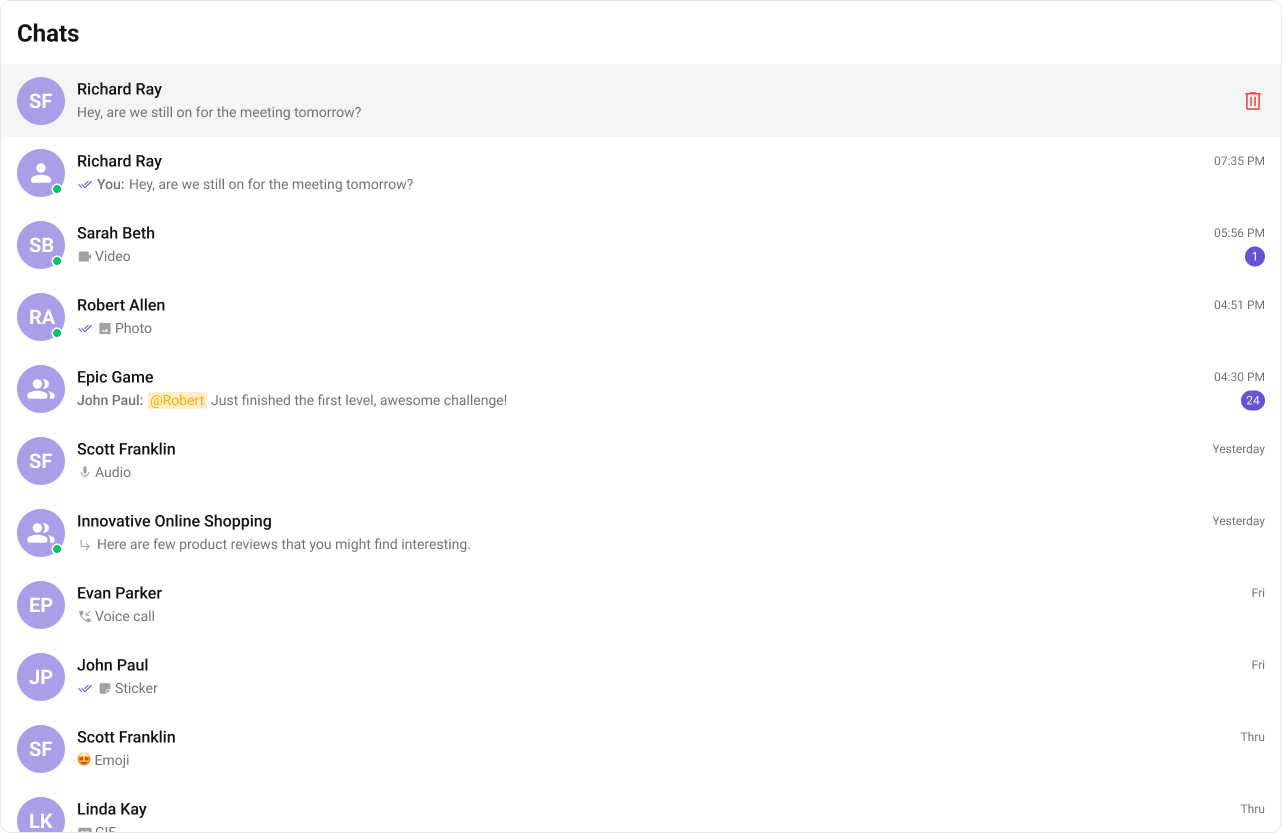 Chats
SF
Richard Ray
Hey, are we still on for the meeting tomorrow?
Richard Ray
07:35 PM
You: Hey, are we still on for the meeting tomorrow?
SB
Sarah Beth
05:56 PM
Video
1
RA
Robert Allen
04:51 PM
Photo
Epic Game
04:30 PM
John Paul: @Robert Just finished the first level, awesome challenge!
24
SF
Scott Franklin
Yesterday
Audio
Innovative Online Shopping
Yesterday
Here are few product reviews that you might find interesting.
EP
Evan Parker
Fri
Voice call
JP
John Paul
Fri
Sticker
SF
Scott Franklin
Thru
😍 Emoji
LK
Linda Kay
Thru
GIF